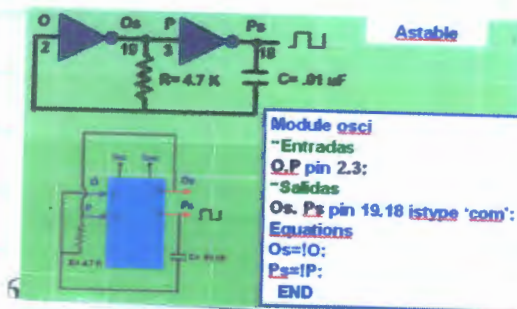 O Os P Ps
2 19 3 18
R= 4.7 K C= .01 uF
Astable
O Os
P Ps
Module osci
"Entradas
O,P pin 2,3;
"Salidas
Os, Ps pin 19,18 istype 'com';
Equations
Os=!O;
Ps=!P;
END